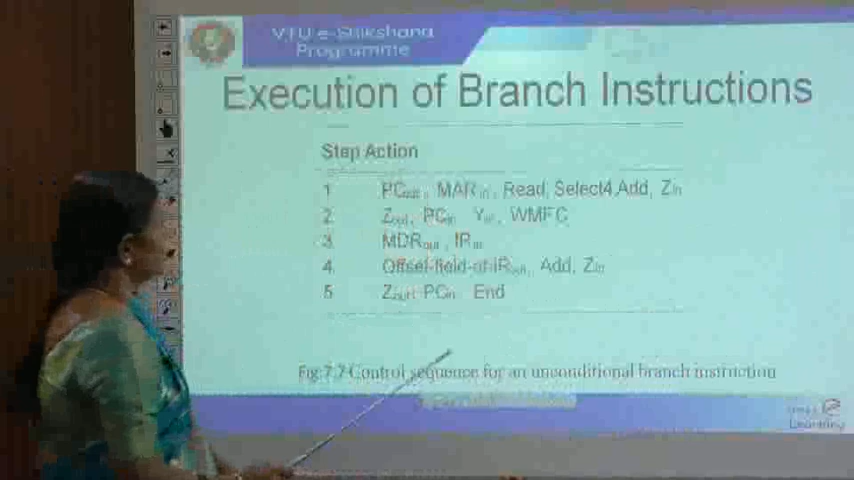 VTU e-Shikshana
Programme
Execution of Branch Instructions
Step Action
1 PCout, MARin, Read, Select4,Add, Zin
2 Zout, PCin Yin, WMFC
3 MDRout, IRin
4 Offset-field-of-IRout, Add, Zin
5 Zout, PCin End
Fig:7.7 Control sequence for an unconditional branch instruction
Learning